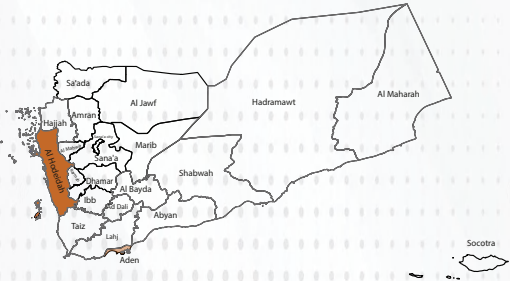 Sa'ada
Al Jawf
Hadramawt
Al Maharah
Hajjah
Amran
Al Hodeidah
Sana'a
Marib
Shabwah
Dhamar
Al Bayda
Ibb
Al Dali
Abyan
Taiz
Lahj
Aden
Socotra